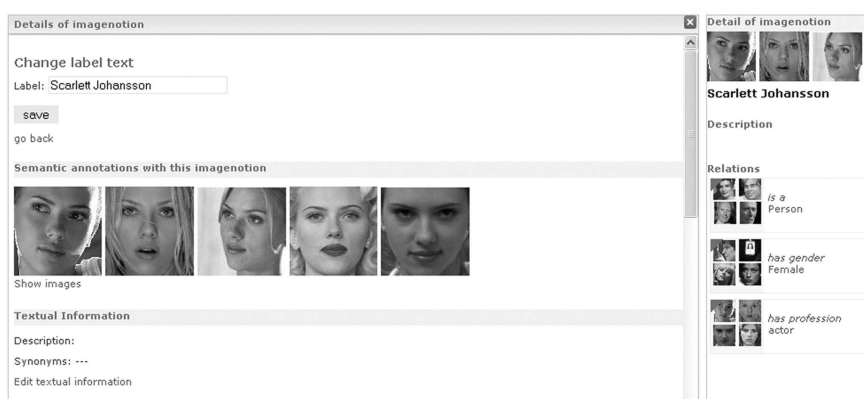 Details of imagenotion
Change label text
Label: Scarlett Johansson
save
go back
Semantic annotations with this imagenotion
Show images
Textual Information
Description:
Synonyms: ---
Edit textual information
Detail of imagenotion
Scarlett Johansson
Description
Relations
is a
Person
has gender
Female
has profession
actor